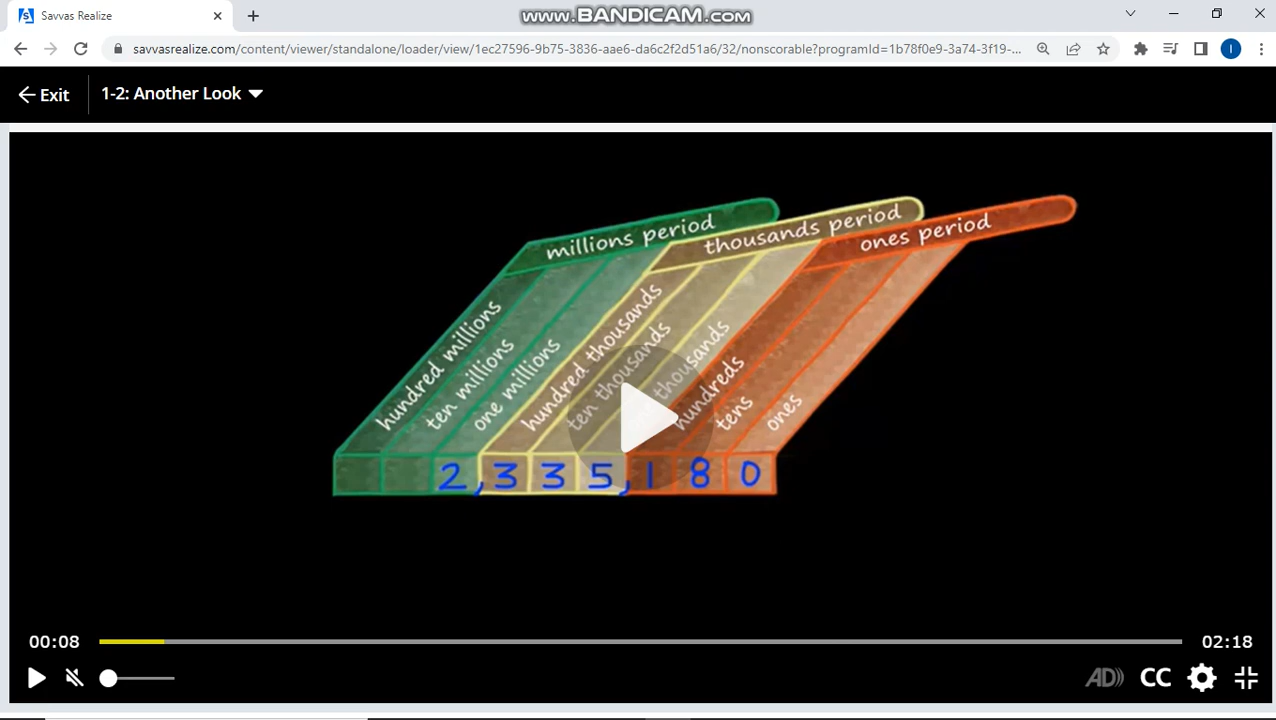 Savvas Realize
www.BANDICAM.com
savvasrealize.com/content/viewer/standalone/loader/view/1ec27596-9b75-3836-aae6-da6c2f2d51a6/32/nonscorable?programId=1b78f0e9-3a74-3f19-...
I
Exit
1-2: Another Look
millions period
thousands period
ones period
hundred millions
ten millions
one millions
hundred thousands
ten thousands
thousands
hundreds
tens
ones
2,335,180
00:08
02:18
AD
CC